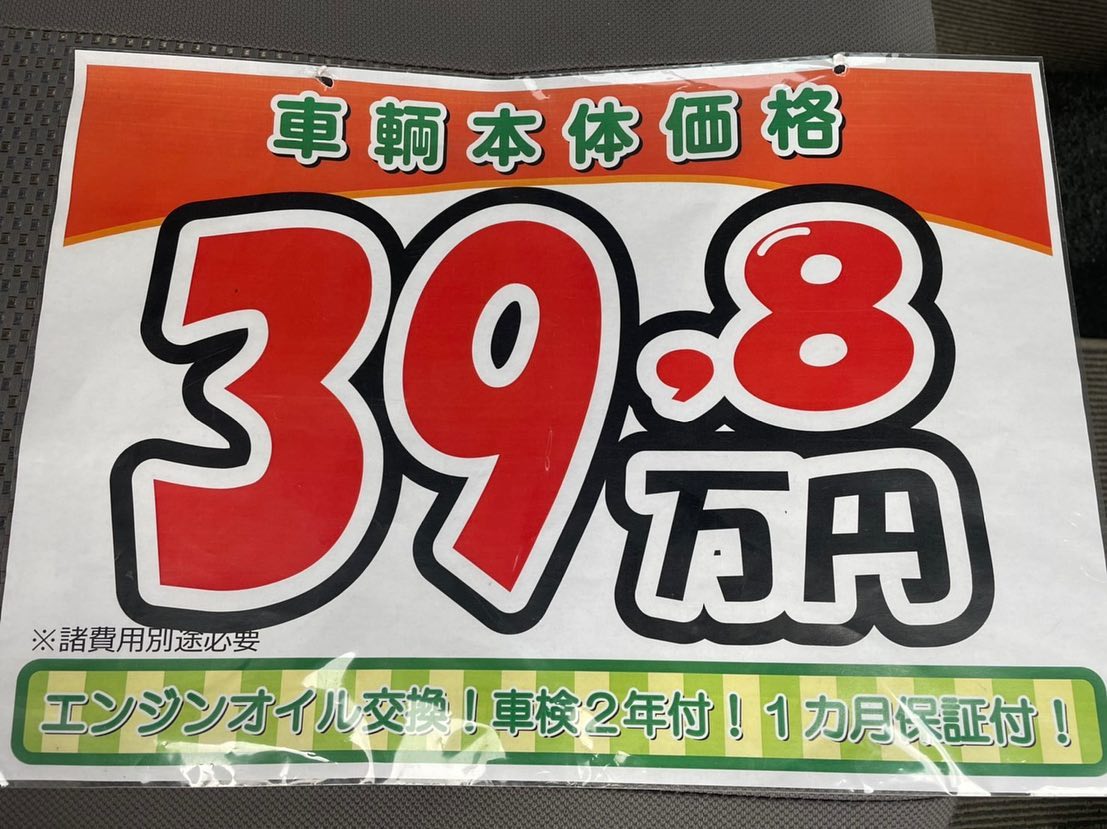 車輌本体価格
39,8
万円
※諸費用別途必要
エンジンオイル交換！車検２年付！１カ月保証付！